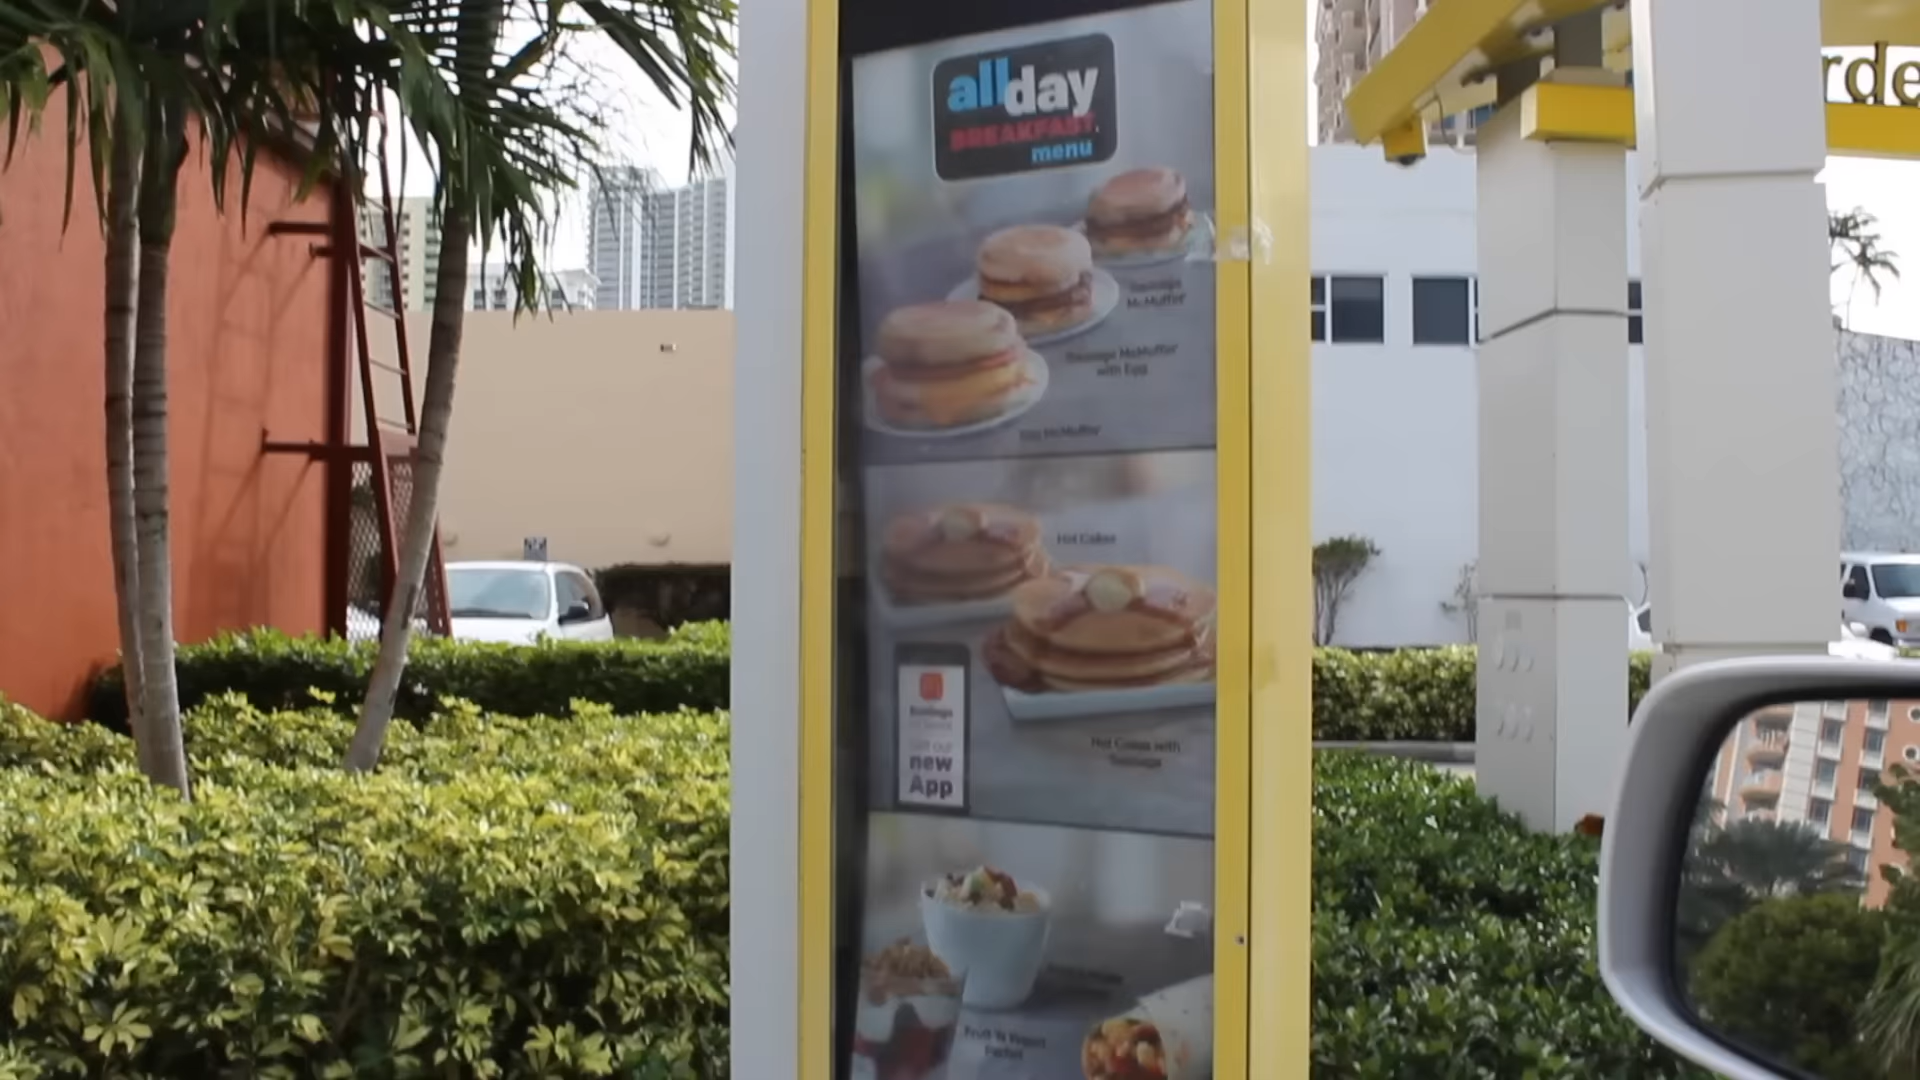 all day
BREAKFAST
menu
Sausage
McMuffin
Sausage McMuffin
with Egg
Egg McMuffin
Hot Cakes
Hot Cakes with
Sausage
new
App
Fruit 'N Yogurt
Parfait
rde